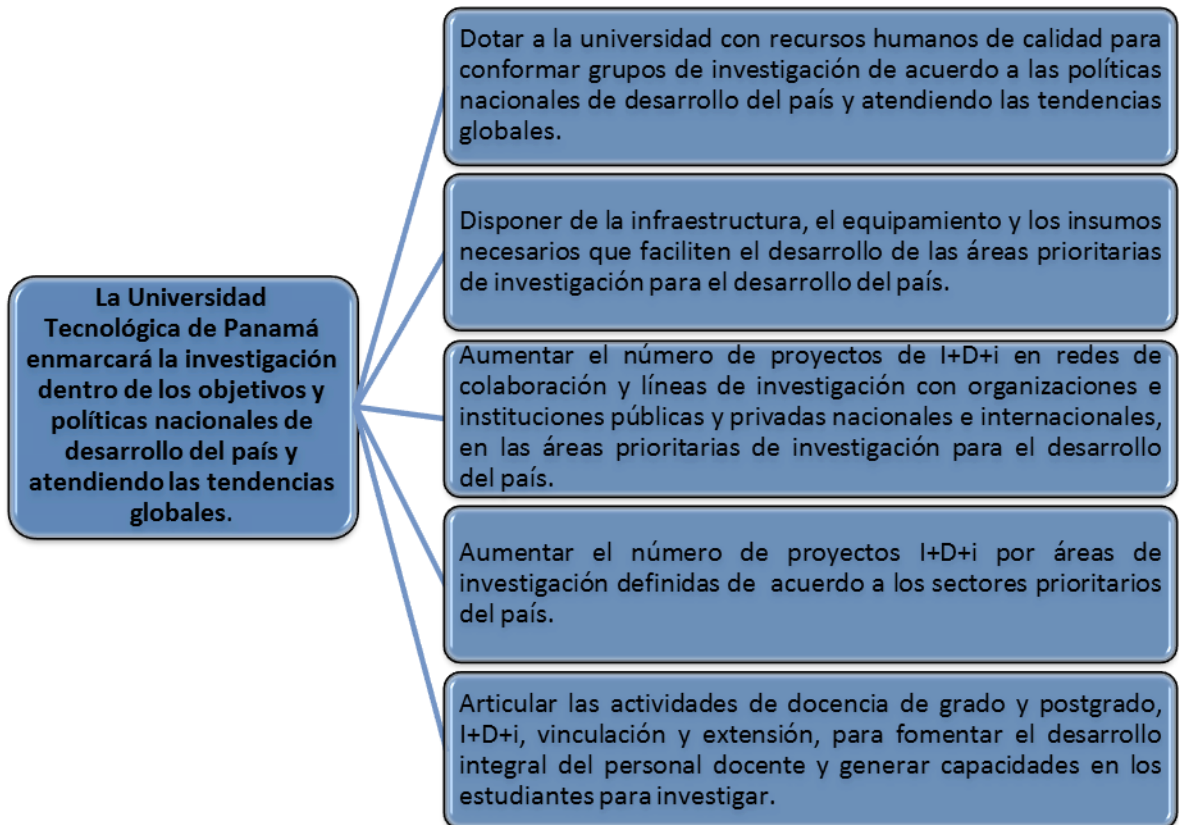 La Universidad
Tecnológica de Panamá
enmarcará la investigación
dentro de los objetivos y
políticas nacionales de
desarrollo del país y
atendiendo las tendencias
globales.
Dotar a la universidad con recursos humanos de calidad para
conformar grupos de investigación de acuerdo a las políticas
nacionales de desarrollo del país y atendiendo las tendencias
globales.
Disponer de la infraestructura, el equipamiento y los insumos
necesarios que faciliten el desarrollo de las áreas prioritarias
de investigación para el desarrollo del país.
Aumentar el número de proyectos de I+D+i en redes de
colaboración y líneas de investigación con organizaciones e
instituciones públicas y privadas nacionales e internacionales,
en las áreas prioritarias de investigación para el desarrollo
del país.
Aumentar el número de proyectos I+D+i por áreas de
investigación definidas de acuerdo a los sectores prioritarios
del país.
Articular las actividades de docencia de grado y postgrado,
I+D+i, vinculación y extensión, para fomentar el desarrollo
integral del personal docente y generar capacidades en los
estudiantes para investigar.